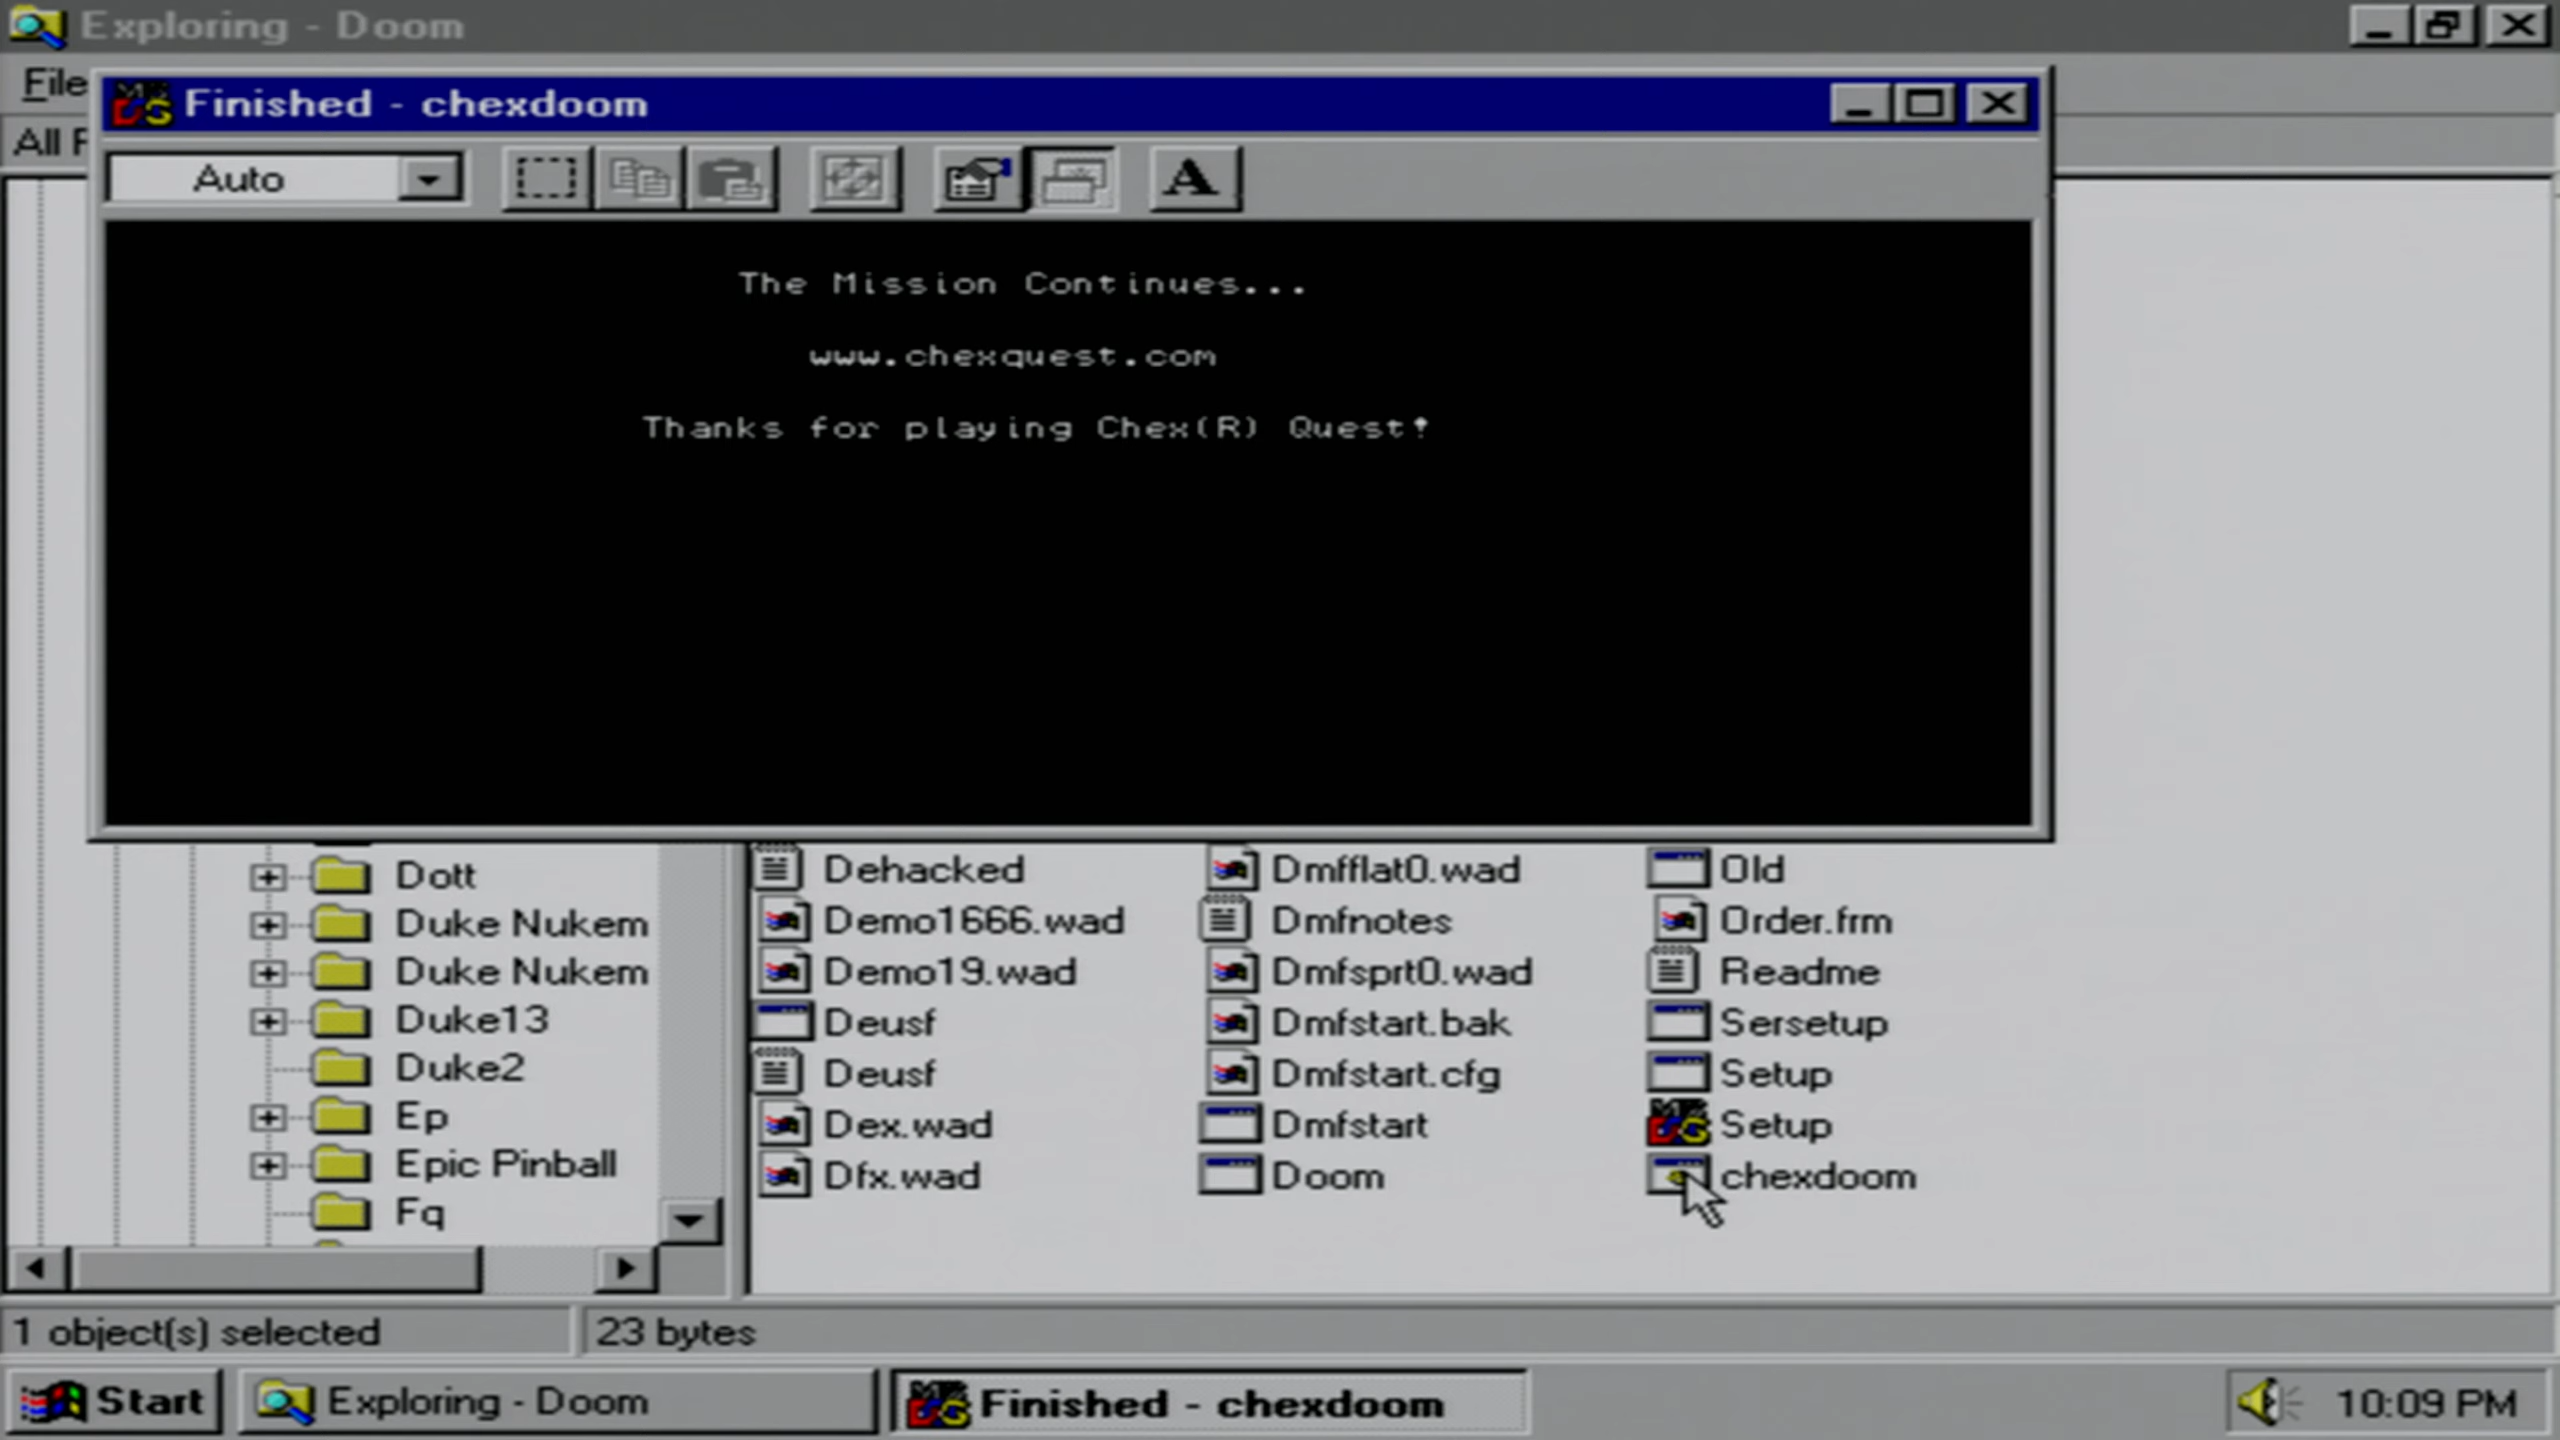 Exploring - Doom
File
Finished - chexdoom
All F
Auto
A
The Mission Continues...
www.chexquest.com
Thanks for playing Chex(R) Quest!
Dott
Duke Nukem
Duke Nukem
Duke13
Duke2
Ep
Epic Pinball
Fq
Dehacked
Demo1666.wad
Demo19.wad
Deusf
Deusf
Dex.wad
Dfx.wad
Dmfflat0.wad
Dmfnotes
Dmfsprt0.wad
Dmfstart.bak
Dmfstart.cfg
Dmfstart
Doom
Old
Order.frm
Readme
Sersetup
Setup
Setup
chexdoom
1 object(s) selected
23 bytes
Start
Exploring - Doom
Finished - chexdoom
10:09 PM